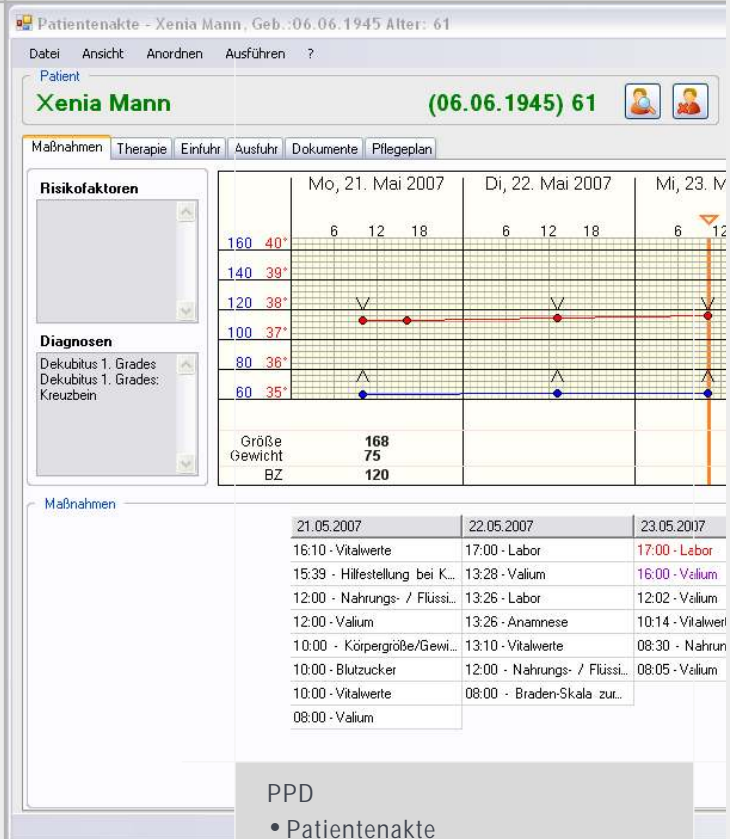 Patientenakte - Xenia Mann, Geb.:06.06.1945 Alter: 61
Datei Ansicht Anordnen Ausführen ?
Patient
Xenia Mann (06.06.1945) 61
Maßnahmen Therapie Einfuhr Ausfuhr Dokumente Pflegeplan
Risikofaktoren
Diagnosen
Dekubitus 1. Grades
Dekubitus 1. Grades:
Kreuzbein
Mo, 21. Mai 2007 Di, 22. Mai 2007 Mi, 23. M
6 12 18 6 12 18 6 12
160 40°
140 39°
120 38°
100 37°
80 36°
60 35°
Größe 168
Gewicht 75
BZ 120
Maßnahmen
21.05.2007 22.05.2007 23.05.2007
16:10 - Vitalwerte 17:00 - Labor 17:00 - Labor
15:39 - Hilfestellung bei K... 13:28 - Valium 16:00 - Valium
12:00 - Nahrungs- / Flüssi... 13:26 - Labor 12:02 - Valium
12:00 - Valium 13:26 - Anamnese 10:14 - Vitalwert
10:00 - Körpergröße/Gewi... 13:10 - Vitalwerte 08:30 - Nahrun
10:00 - Blutzucker 12:00 - Nahrungs- / Flüssi... 08:05 - Valium
10:00 - Vitalwerte 08:00 - Braden-Skala zur...
08:00 - Valium
PPD
• Patientenakte